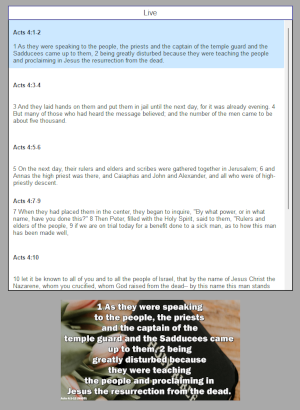 Live
Acts 4:1-2
1 As they were speaking to the people, the priests and the captain of the temple guard and the
Sadducees came up to them, 2 being greatly disturbed because they were teaching the people
and proclaiming in Jesus the resurrection from the dead.
Acts 4:3-4
3 And they laid hands on them and put them in jail until the next day, for it was already evening. 4
But many of those who had heard the message believed; and the number of the men came to be
about five thousand.
Acts 4:5-6
5 On the next day, their rulers and elders and scribes were gathered together in Jerusalem; 6 and
Annas the high priest was there, and Caiaphas and John and Alexander, and all who were of high-
priestly descent.
Acts 4:7-9
7 When they had placed them in the center, they began to inquire, "By what power, or in what
name, have you done this?" 8 Then Peter, filled with the Holy Spirit, said to them, "Rulers and
elders of the people, 9 if we are on trial today for a benefit done to a sick man, as to how this man
has been made well,
Acts 4:10
10 let it be known to all of you and to all the people of Israel, that by the name of Jesus Christ the
Nazarene, whom you crucified, whom God raised from the dead-- by this name this man stands
1 As they were speaking
to the people, the priests
and the captain of the
temple guard and the Sadducees came
up to them, 2 being
greatly disturbed because
they were teaching
the people and proclaiming in
Jesus the resurrection from the dead.